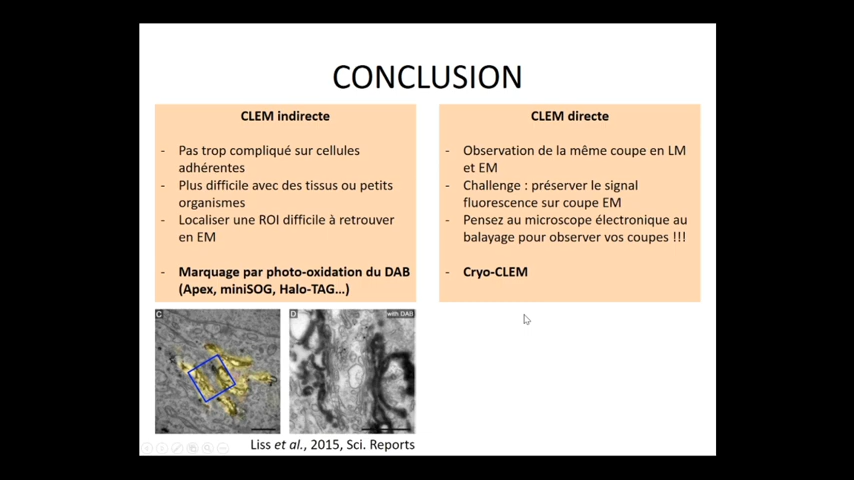 CONCLUSION
CLEM indirecte
- Pas trop compliqué sur cellules
adhérentes
- Plus difficile avec des tissus ou petits
organismes
- Localiser une ROI difficile à retrouver
en EM
- Marquage par photo-oxidation du DAB
(Apex, miniSOG, Halo-TAG…)
CLEM directe
- Observation de la même coupe en LM
et EM
- Challenge : préserver le signal
fluorescence sur coupe EM
- Pensez au microscope électronique au
balayage pour observer vos coupes !!!
- Cryo-CLEM
C
D
with DAB
Liss et al., 2015, Sci. Reports